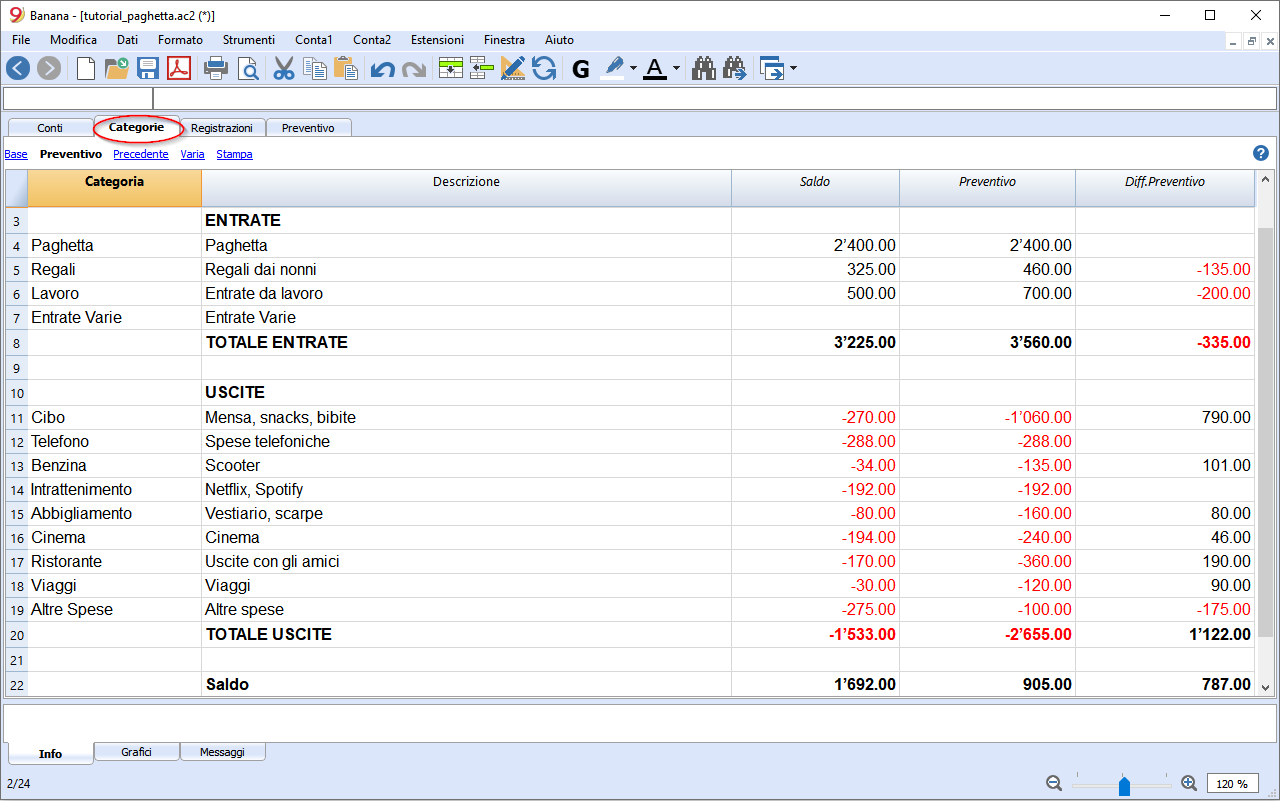 Banana - [tutorial_paghetta.ac2 (*)]
File Modifica Dati Formato Strumenti Conta1 Conta2 Estensioni Finestra Aiuto
G A
Conti Categorie Registrazioni Preventivo
Base Preventivo Precedente Varia Stampa ?
Categoria Descrizione Saldo Preventivo Diff.Preventivo
3 ENTRATE
4 Paghetta Paghetta 2’400.00 2’400.00
5 Regali Regali dai nonni 325.00 460.00 -135.00
6 Lavoro Entrate da lavoro 500.00 700.00 -200.00
7 Entrate Varie Entrate Varie
8 TOTALE ENTRATE 3’225.00 3’560.00 -335.00
9
10 USCITE
11 Cibo Mensa, snacks, bibite -270.00 -1’060.00 790.00
12 Telefono Spese telefoniche -288.00 -288.00
13 Benzina Scooter -34.00 -135.00 101.00
14 Intrattenimento Netflix, Spotify -192.00 -192.00
15 Abbigliamento Vestiario, scarpe -80.00 -160.00 80.00
16 Cinema Cinema -194.00 -240.00 46.00
17 Ristorante Uscite con gli amici -170.00 -360.00 190.00
18 Viaggi Viaggi -30.00 -120.00 90.00
19 Altre Spese Altre spese -275.00 -100.00 -175.00
20 TOTALE USCITE -1’533.00 -2’655.00 1’122.00
21
22 Saldo 1’692.00 905.00 787.00
Info Grafici Messaggi
2/24 120 %